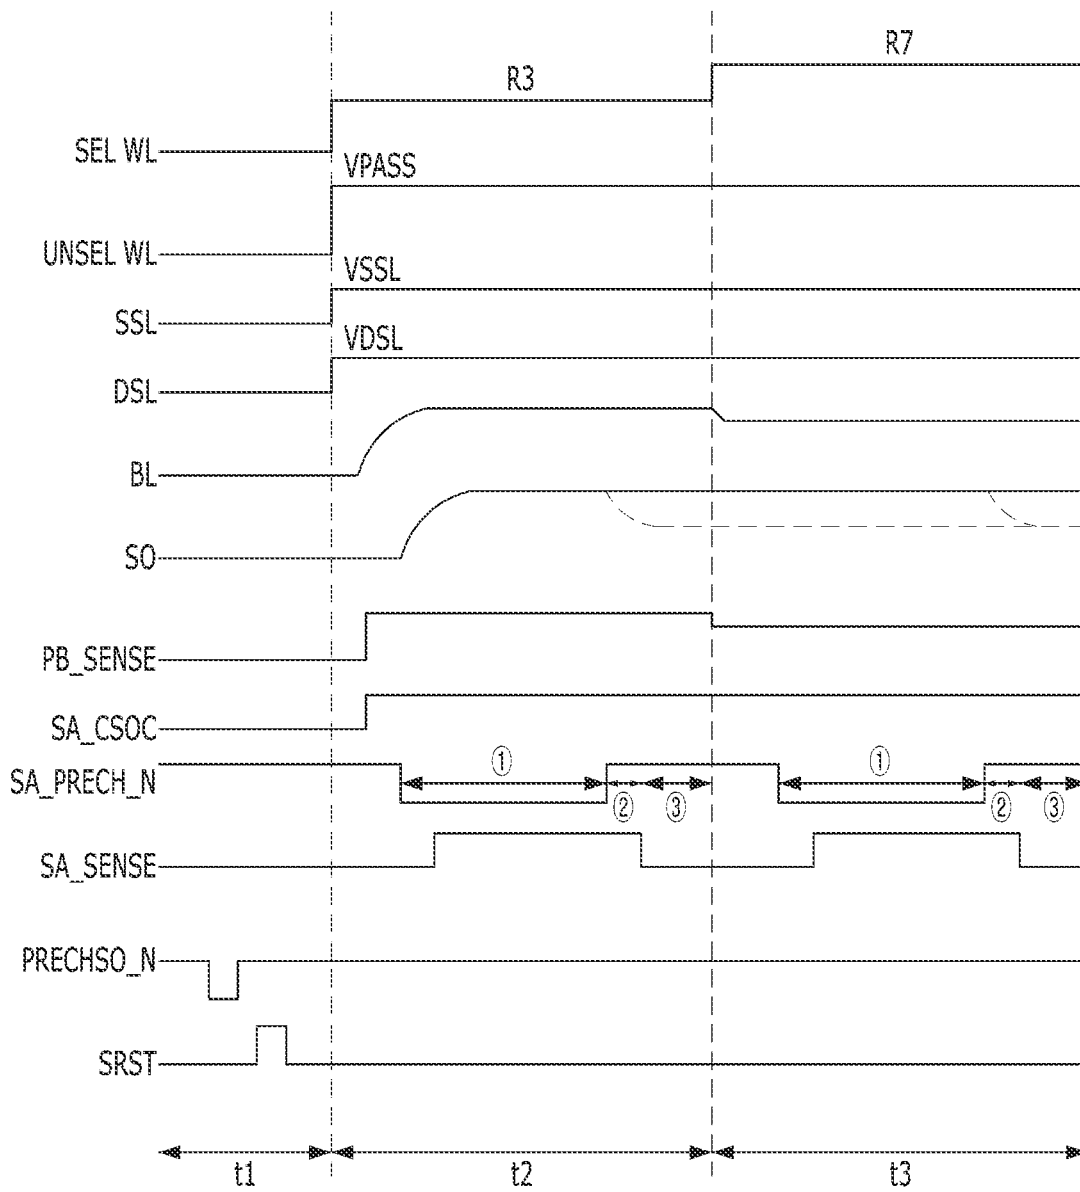 R7
R3
SEL WL
VPASS
UNSEL WL
VSSL
SSL
VDSL
DSL
BL
SO
PB_SENSE
SA_CSOC
① ①
SA_PRECH_N
② ③ ② ③
SA_SENSE
PRECHSO_N
SRST
t1 t2 t3